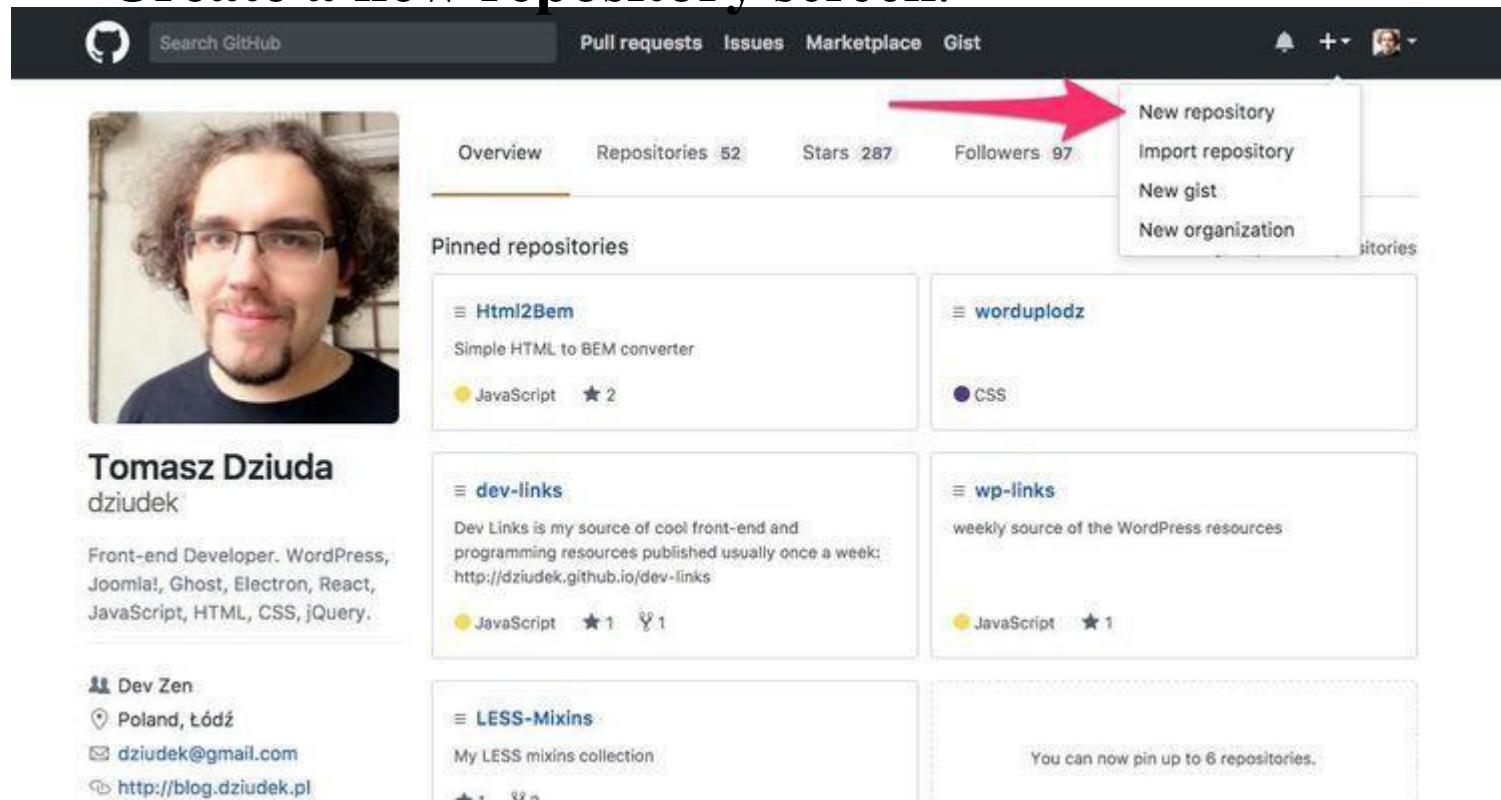 Create a new repository screen.
Search GitHub Pull requests Issues Marketplace Gist
New repository
Import repository
New gist
New organization
Overview Repositories 52 Stars 287 Followers 97
Pinned repositories
sitories
Html2Bem
Simple HTML to BEM converter
JavaScript 2
worduplodz
CSS
Tomasz Dziuda
dziudek
Front-end Developer. WordPress,
Joomla!, Ghost, Electron, React,
JavaScript, HTML, CSS, jQuery.
Dev Zen
Poland, Łódź
dziudek@gmail.com
http://blog.dziudek.pl
dev-links
Dev Links is my source of cool front-end and
programming resources published usually once a week:
http://dziudek.github.io/dev-links
JavaScript 1 1
wp-links
weekly source of the WordPress resources
JavaScript 1
LESS-Mixins
My LESS mixins collection
You can now pin up to 6 repositories.